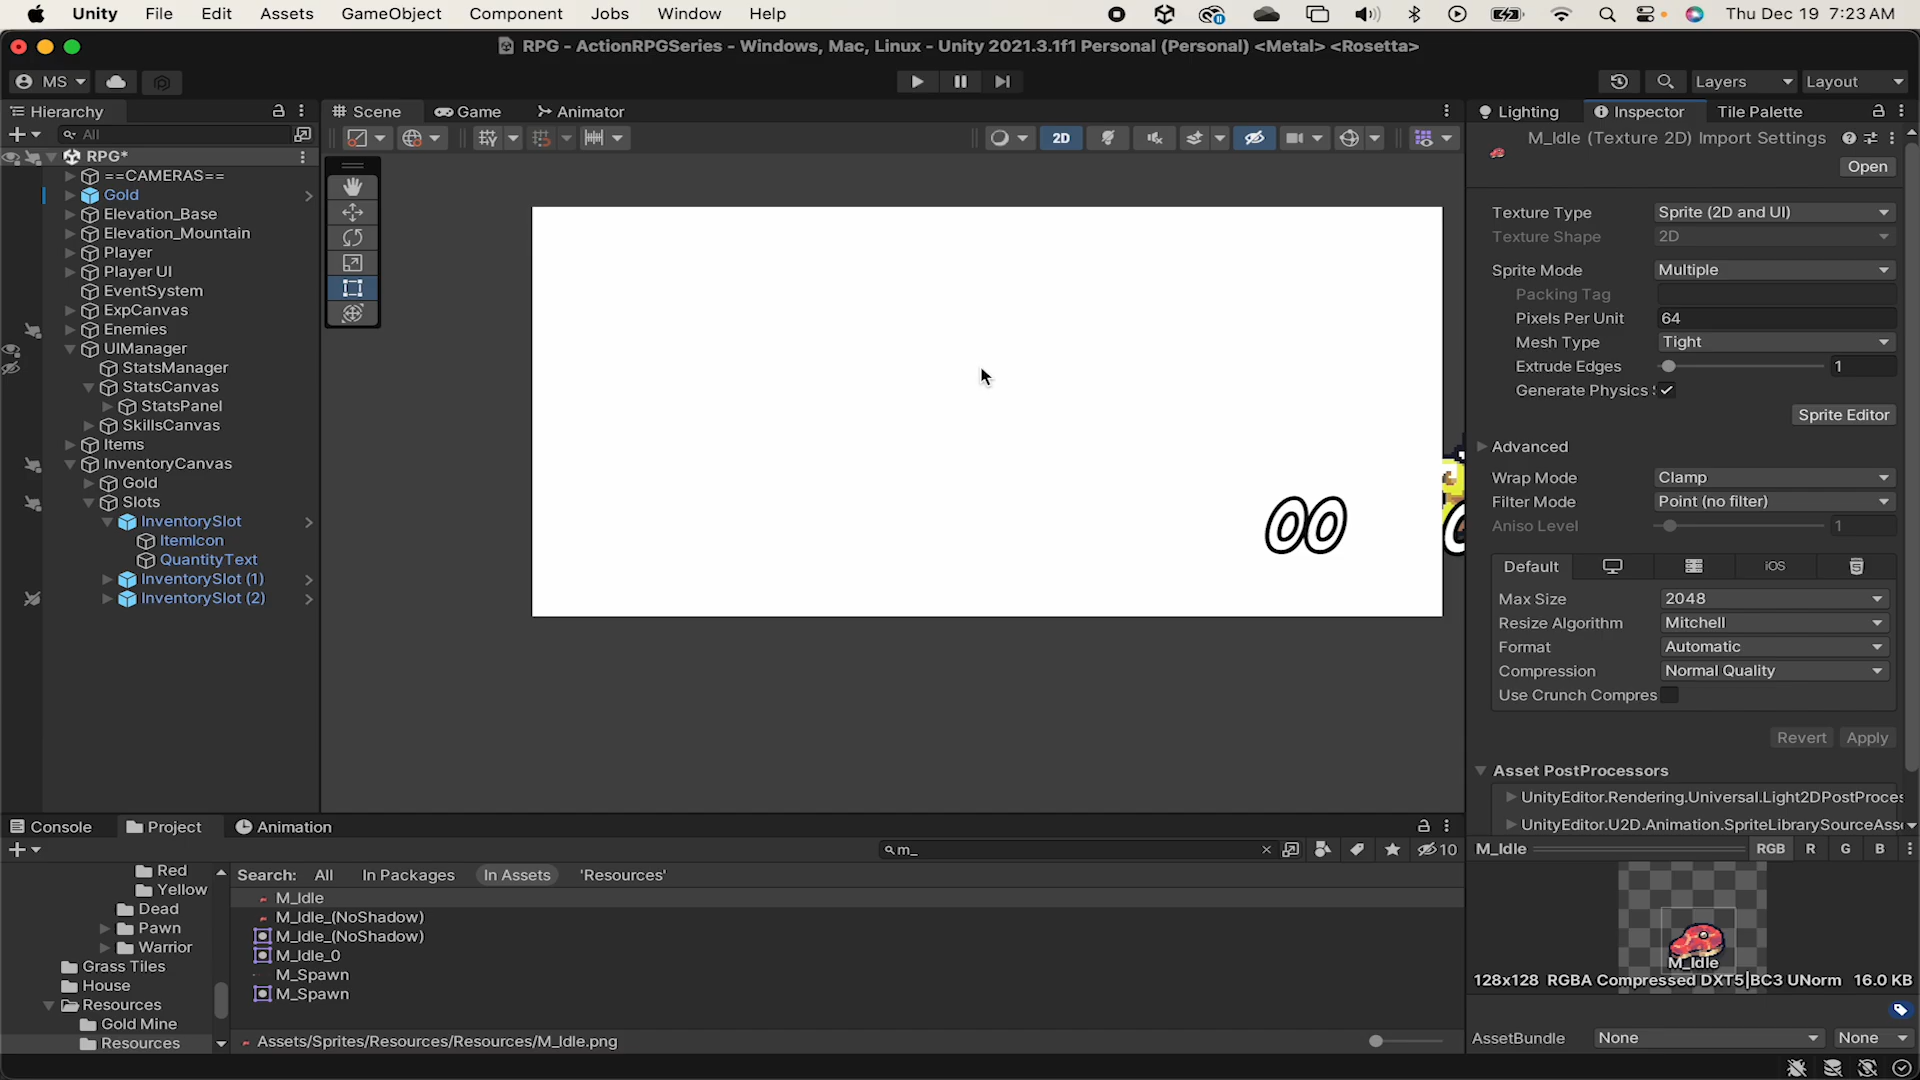 Unity File Edit Assets GameObject Component Jobs Window Help Thu Dec 19 7:23 AM
RPG - ActionRPGSeries - Windows, Mac, Linux - Unity 2021.3.1f1 Personal (Personal) <Metal> <Rosetta>
MS Layers Layout
Hierarchy
All
RPG*
==CAMERAS==
Gold
Elevation_Base
Elevation_Mountain
Player
Player UI
EventSystem
ExpCanvas
Enemies
UIManager
StatsManager
StatsCanvas
StatsPanel
SkillsCanvas
Items
InventoryCanvas
Gold
Slots
InventorySlot
ItemIcon
QuantityText
InventorySlot (1)
InventorySlot (2)
Scene Game Animator
2D
00
Lighting Inspector Tile Palette
M_Idle (Texture 2D) Import Settings
Open
Texture Type Sprite (2D and UI)
Texture Shape 2D
Sprite Mode Multiple
Packing Tag
Pixels Per Unit 64
Mesh Type Tight
Extrude Edges 1
Generate Physics
Sprite Editor
Advanced
Wrap Mode Clamp
Filter Mode Point (no filter)
Aniso Level 1
Default iOS
Max Size 2048
Resize Algorithm Mitchell
Format Automatic
Compression Normal Quality
Use Crunch Compres
Revert Apply
Asset PostProcessors
UnityEditor.Rendering.Universal.Light2DPostProces
UnityEditor.U2D.Animation.SpriteLibrarySourceAss
M_Idle RGB R G B
M_Idle
128x128 RGBA Compressed DXT5|BC3 UNorm 16.0 KB
AssetBundle None None
Console Project Animation
m_ 10
Red
Yellow
Dead
Pawn
Warrior
Grass Tiles
House
Resources
Gold Mine
Resources
Search: All In Packages In Assets 'Resources'
M_Idle
M_Idle_(NoShadow)
M_Idle_(NoShadow)
M_Idle_0
M_Spawn
M_Spawn
Assets/Sprites/Resources/Resources/M_Idle.png